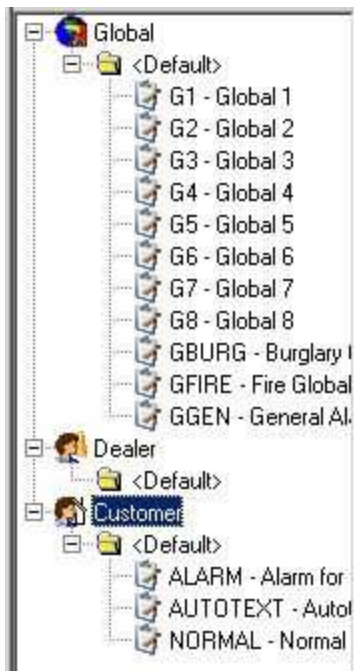 Global
<Default>
G1 - Global 1
G2 - Global 2
G3 - Global 3
G4 - Global 4
G5 - Global 5
G6 - Global 6
G7 - Global 7
G8 - Global 8
GBURG - Burglary
GFIRE - Fire Global
GGEN - General
Dealer
<Default>
Customer
<Default>
ALARM - Alarm for
AUTOTEXT -
NORMAL - Normal